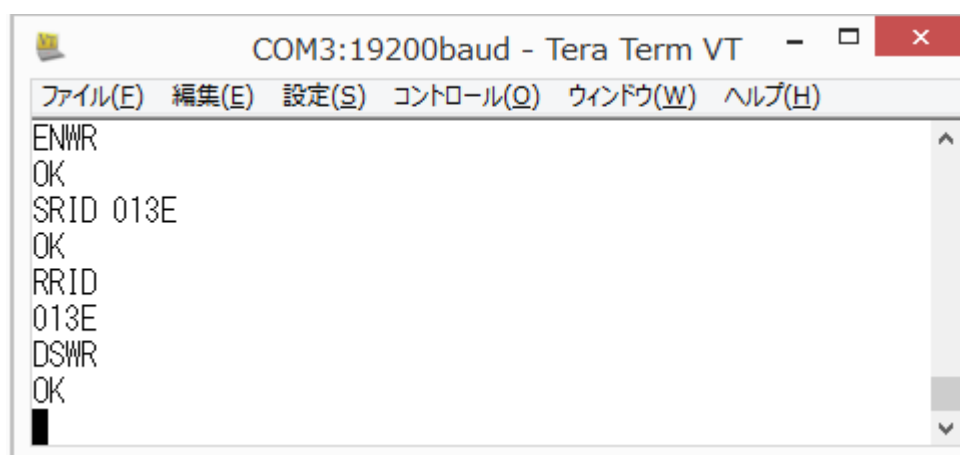 COM3:19200baud - Tera Term VT
ファイル(F) 編集(E) 設定(S) コントロール(O) ウィンドウ(W) ヘルプ(H)
ENWR
OK
SRID 013E
OK
RRID
013E
DSWR
OK